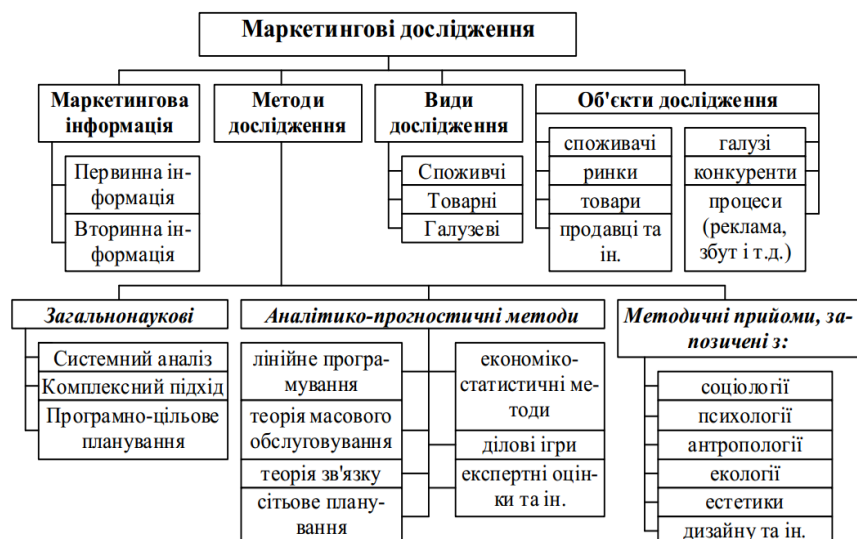 Маркетингові дослідження
Маркетингова
інформація
Первинна ін-
формація
Вторинна ін-
формація
Методи
дослідження
Види
дослідження
Споживчі
Товарні
Галузеві
Об'єкти дослідження
споживачі
ринки
товари
продавці та
ін.
галузі
конкуренти
процеси
(реклама,
збут і т.д.)
Загальнонаукові
Системний аналіз
Комплексний підхід
Програмно-цільове
планування
Аналітико-прогностичні методи
лінійне програ-
мування
теорія масового
обслуговування
теорія зв'язку
сітьове плану-
вання
економіко-
статистичні ме-
тоди
ділові ігри
експертні оцін-
ки та ін.
Методичні прийоми, за-
позичені з:
соціології
психології
антропології
екології
естетики
дизайну та ін.